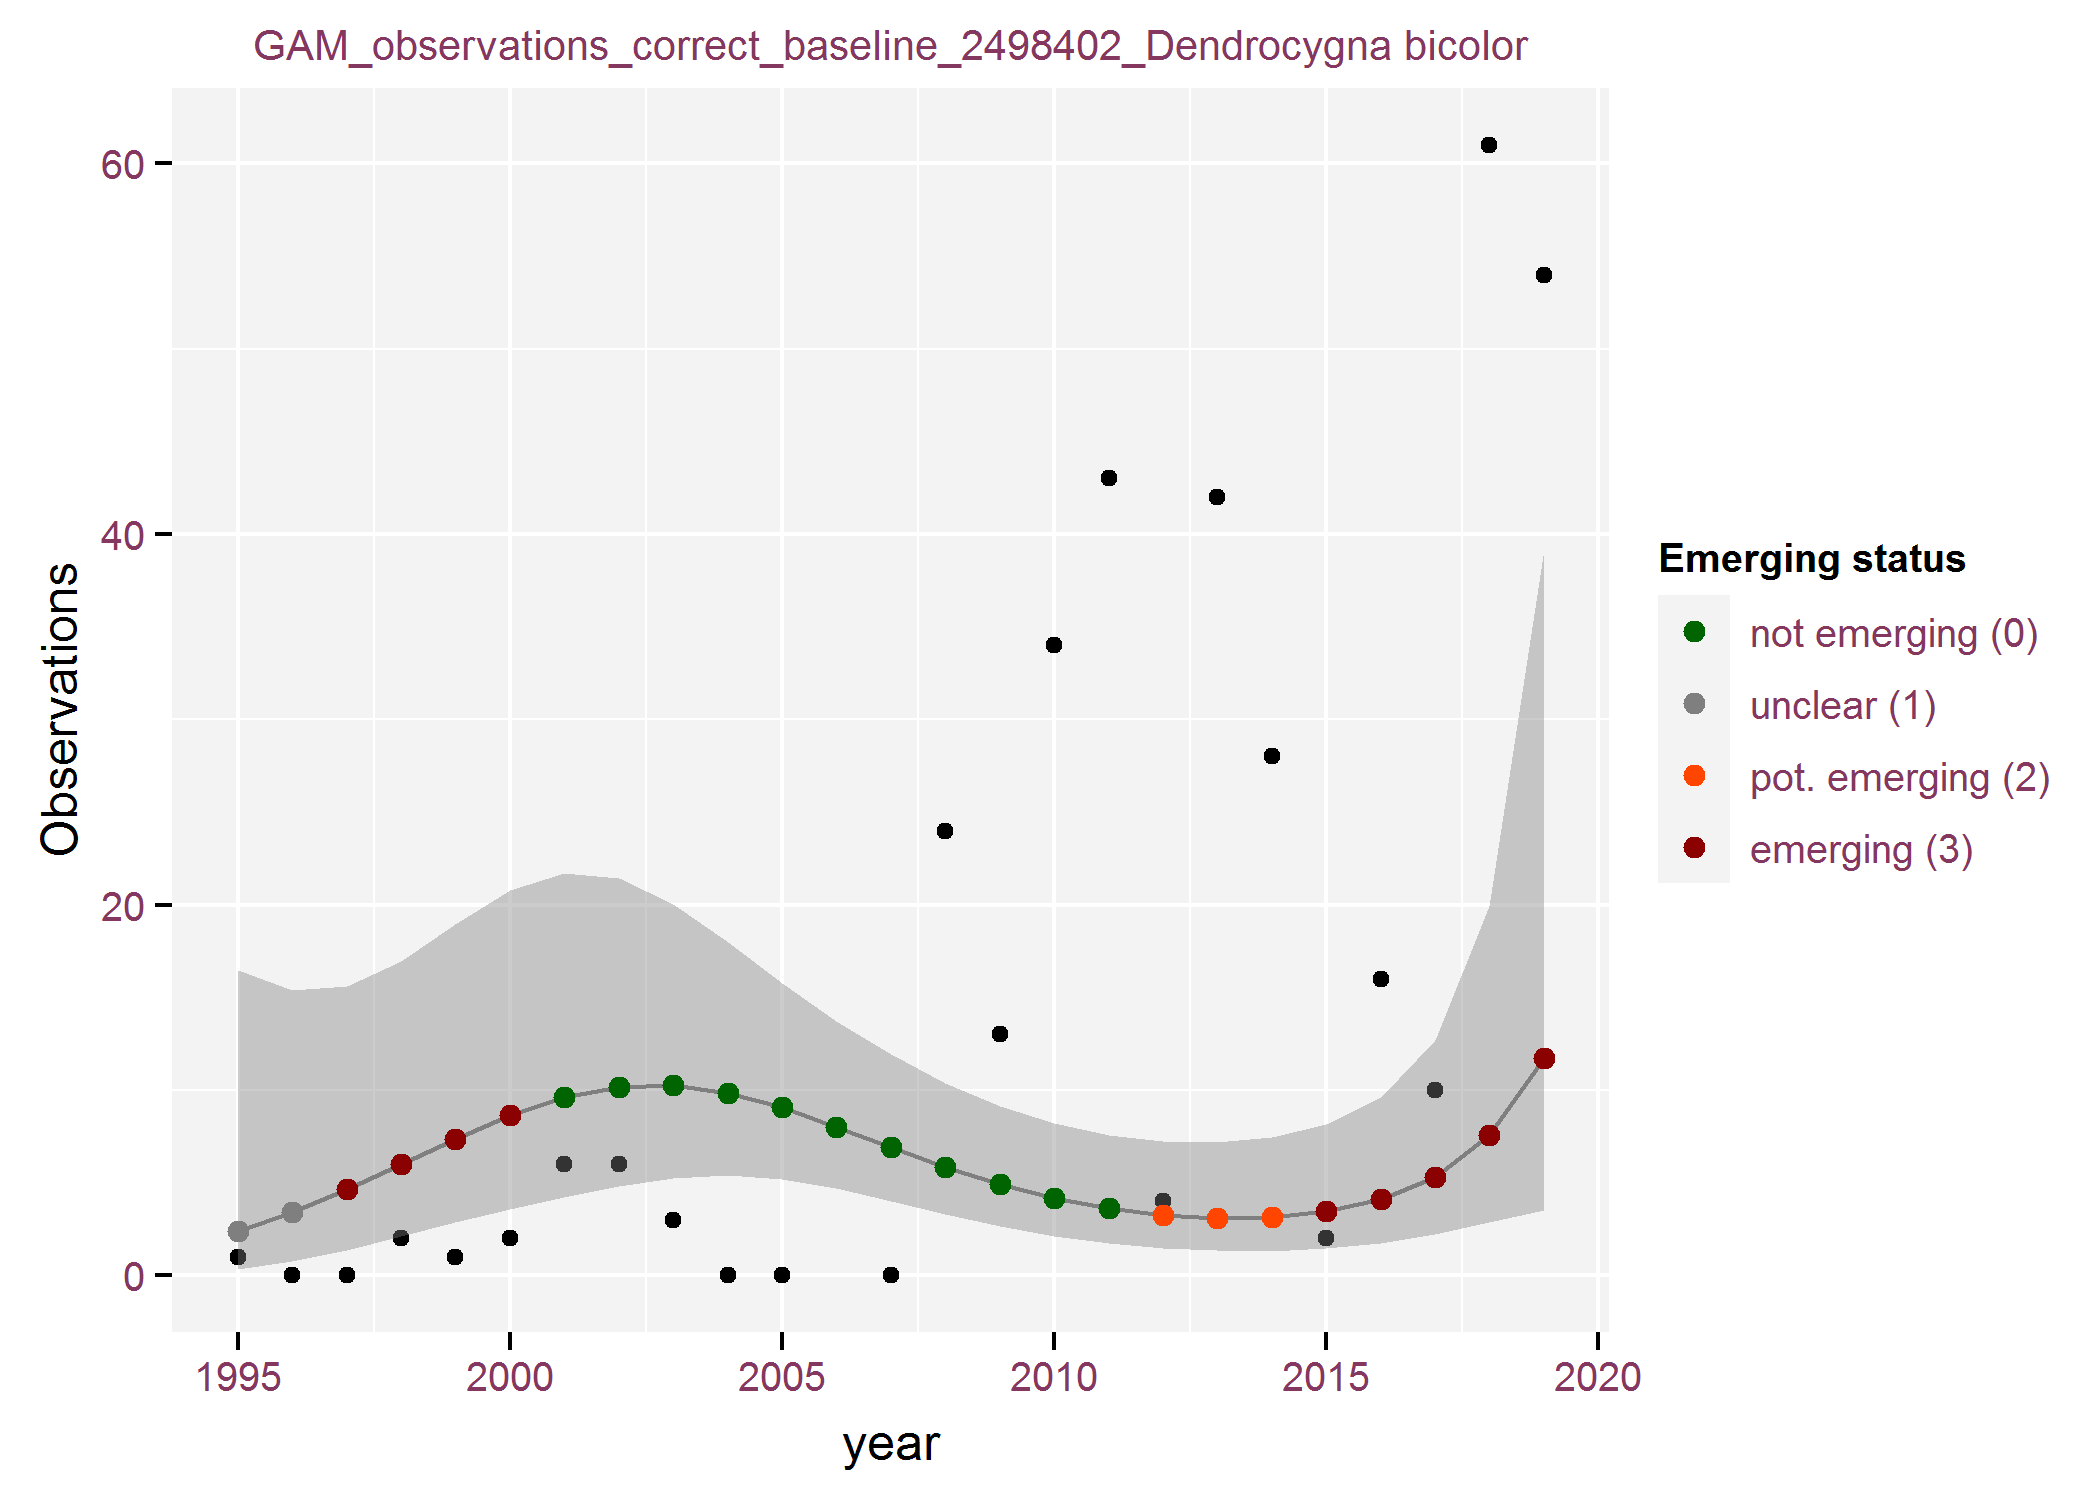 GAM_observations_correct_baseline_2498402_Dendrocygna bicolor
60
40
20
0
Observations
1995 2000 2005 2010 2015 2020
year
Emerging status
not emerging (0)
unclear (1)
pot. emerging (2)
emerging (3)